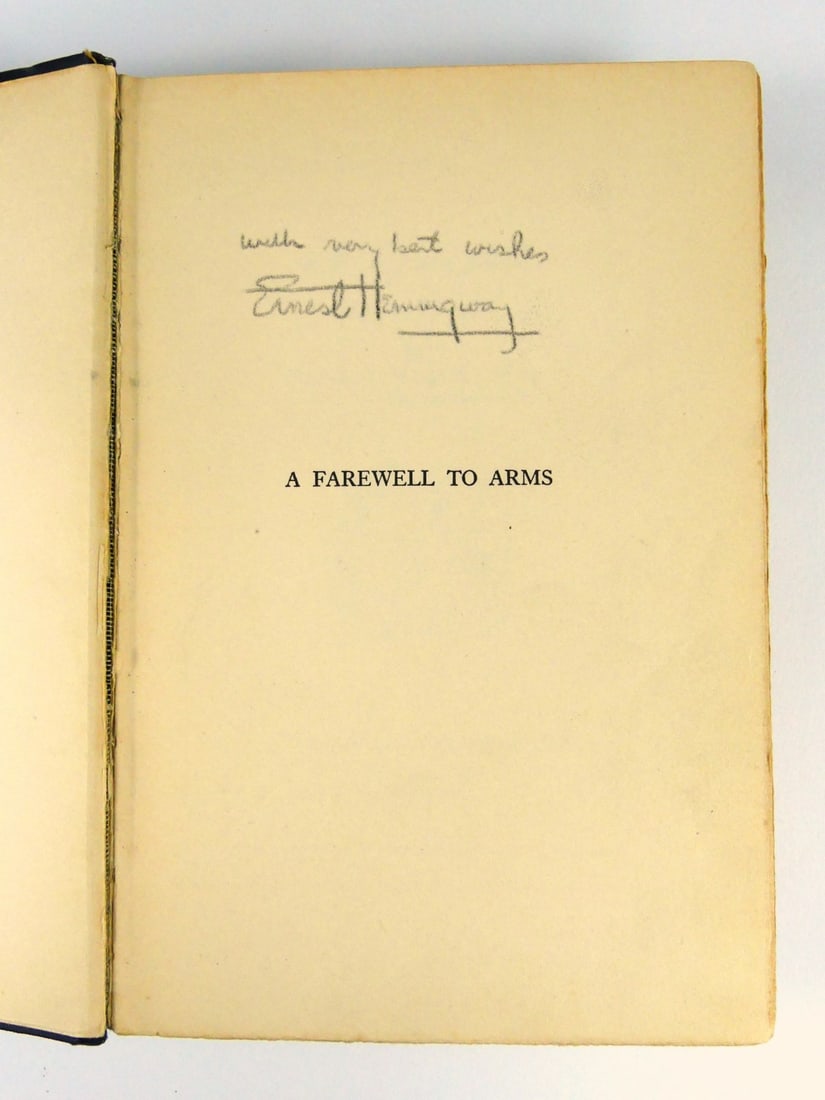 with very best wishes
Ernest Hemingway
A FAREWELL TO ARMS